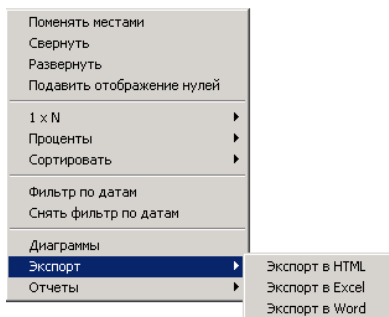 Поменять местами
Свернуть
Развернуть
Подавить отображение нулей
1 x N
Проценты
Сортировать
Фильтр по датам
Снять фильтр по датам
Диаграммы
Экспорт
Отчеты
Экспорт в HTML
Экспорт в Excel
Экспорт в Word